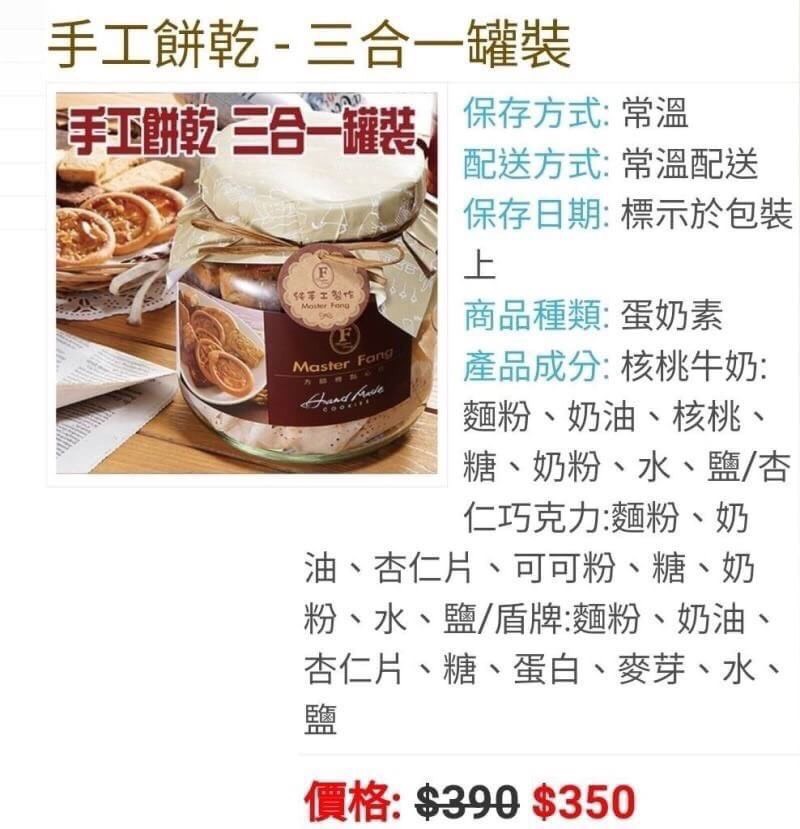 手工餅乾 - 三合一罐裝
手工餅乾 三合一罐裝
F
純手工製作
Master Fang
F
Master Fang
Hand Made
COOKIES
保存方式: 常溫
配送方式: 常溫配送
保存日期: 標示於包裝
上
商品種類: 蛋奶素
產品成分: 核桃牛奶:
麵粉、奶油、核桃、
糖、奶粉、水、鹽/杏
仁巧克力:麵粉、奶
油、杏仁片、可可粉、糖、奶
粉、水、鹽/盾牌:麵粉、奶油、
杏仁片、糖、蛋白、麥芽、水、
鹽
價格: $390 $350